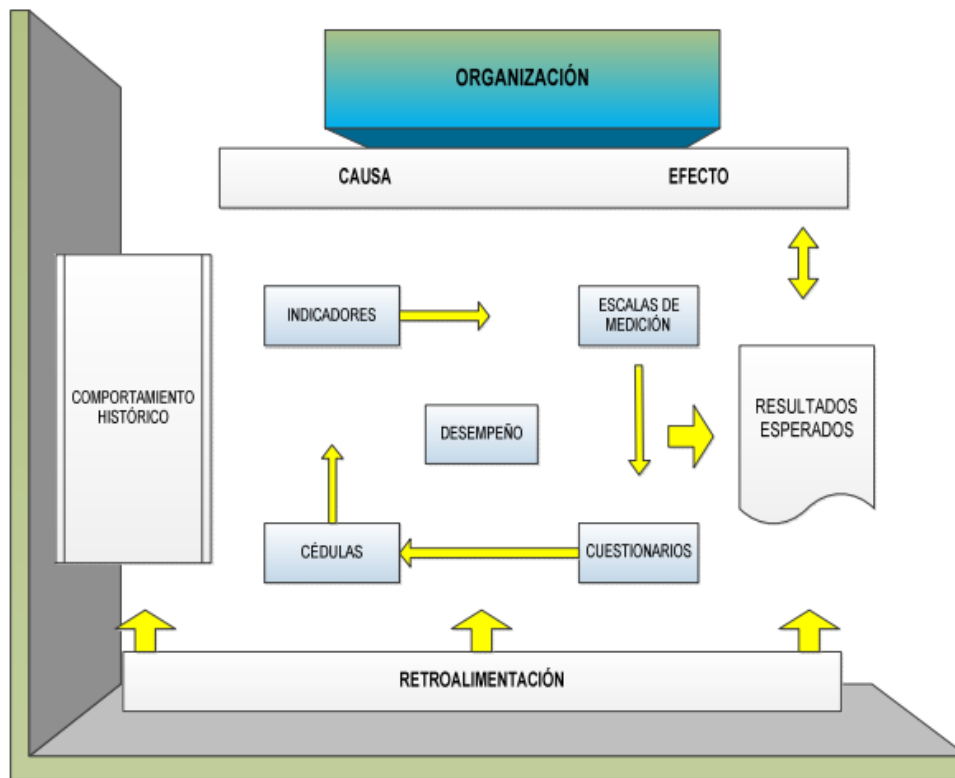 ORGANIZACIÓN
CAUSA
EFECTO
INDICADORES
ESCALAS DE
MEDICIÓN
COMPORTAMIENTO
HISTÓRICO
DESEMPEÑO
RESULTADOS
ESPERADOS
CÉDULAS
CUESTIONARIOS
RETROALIMENTACIÓN